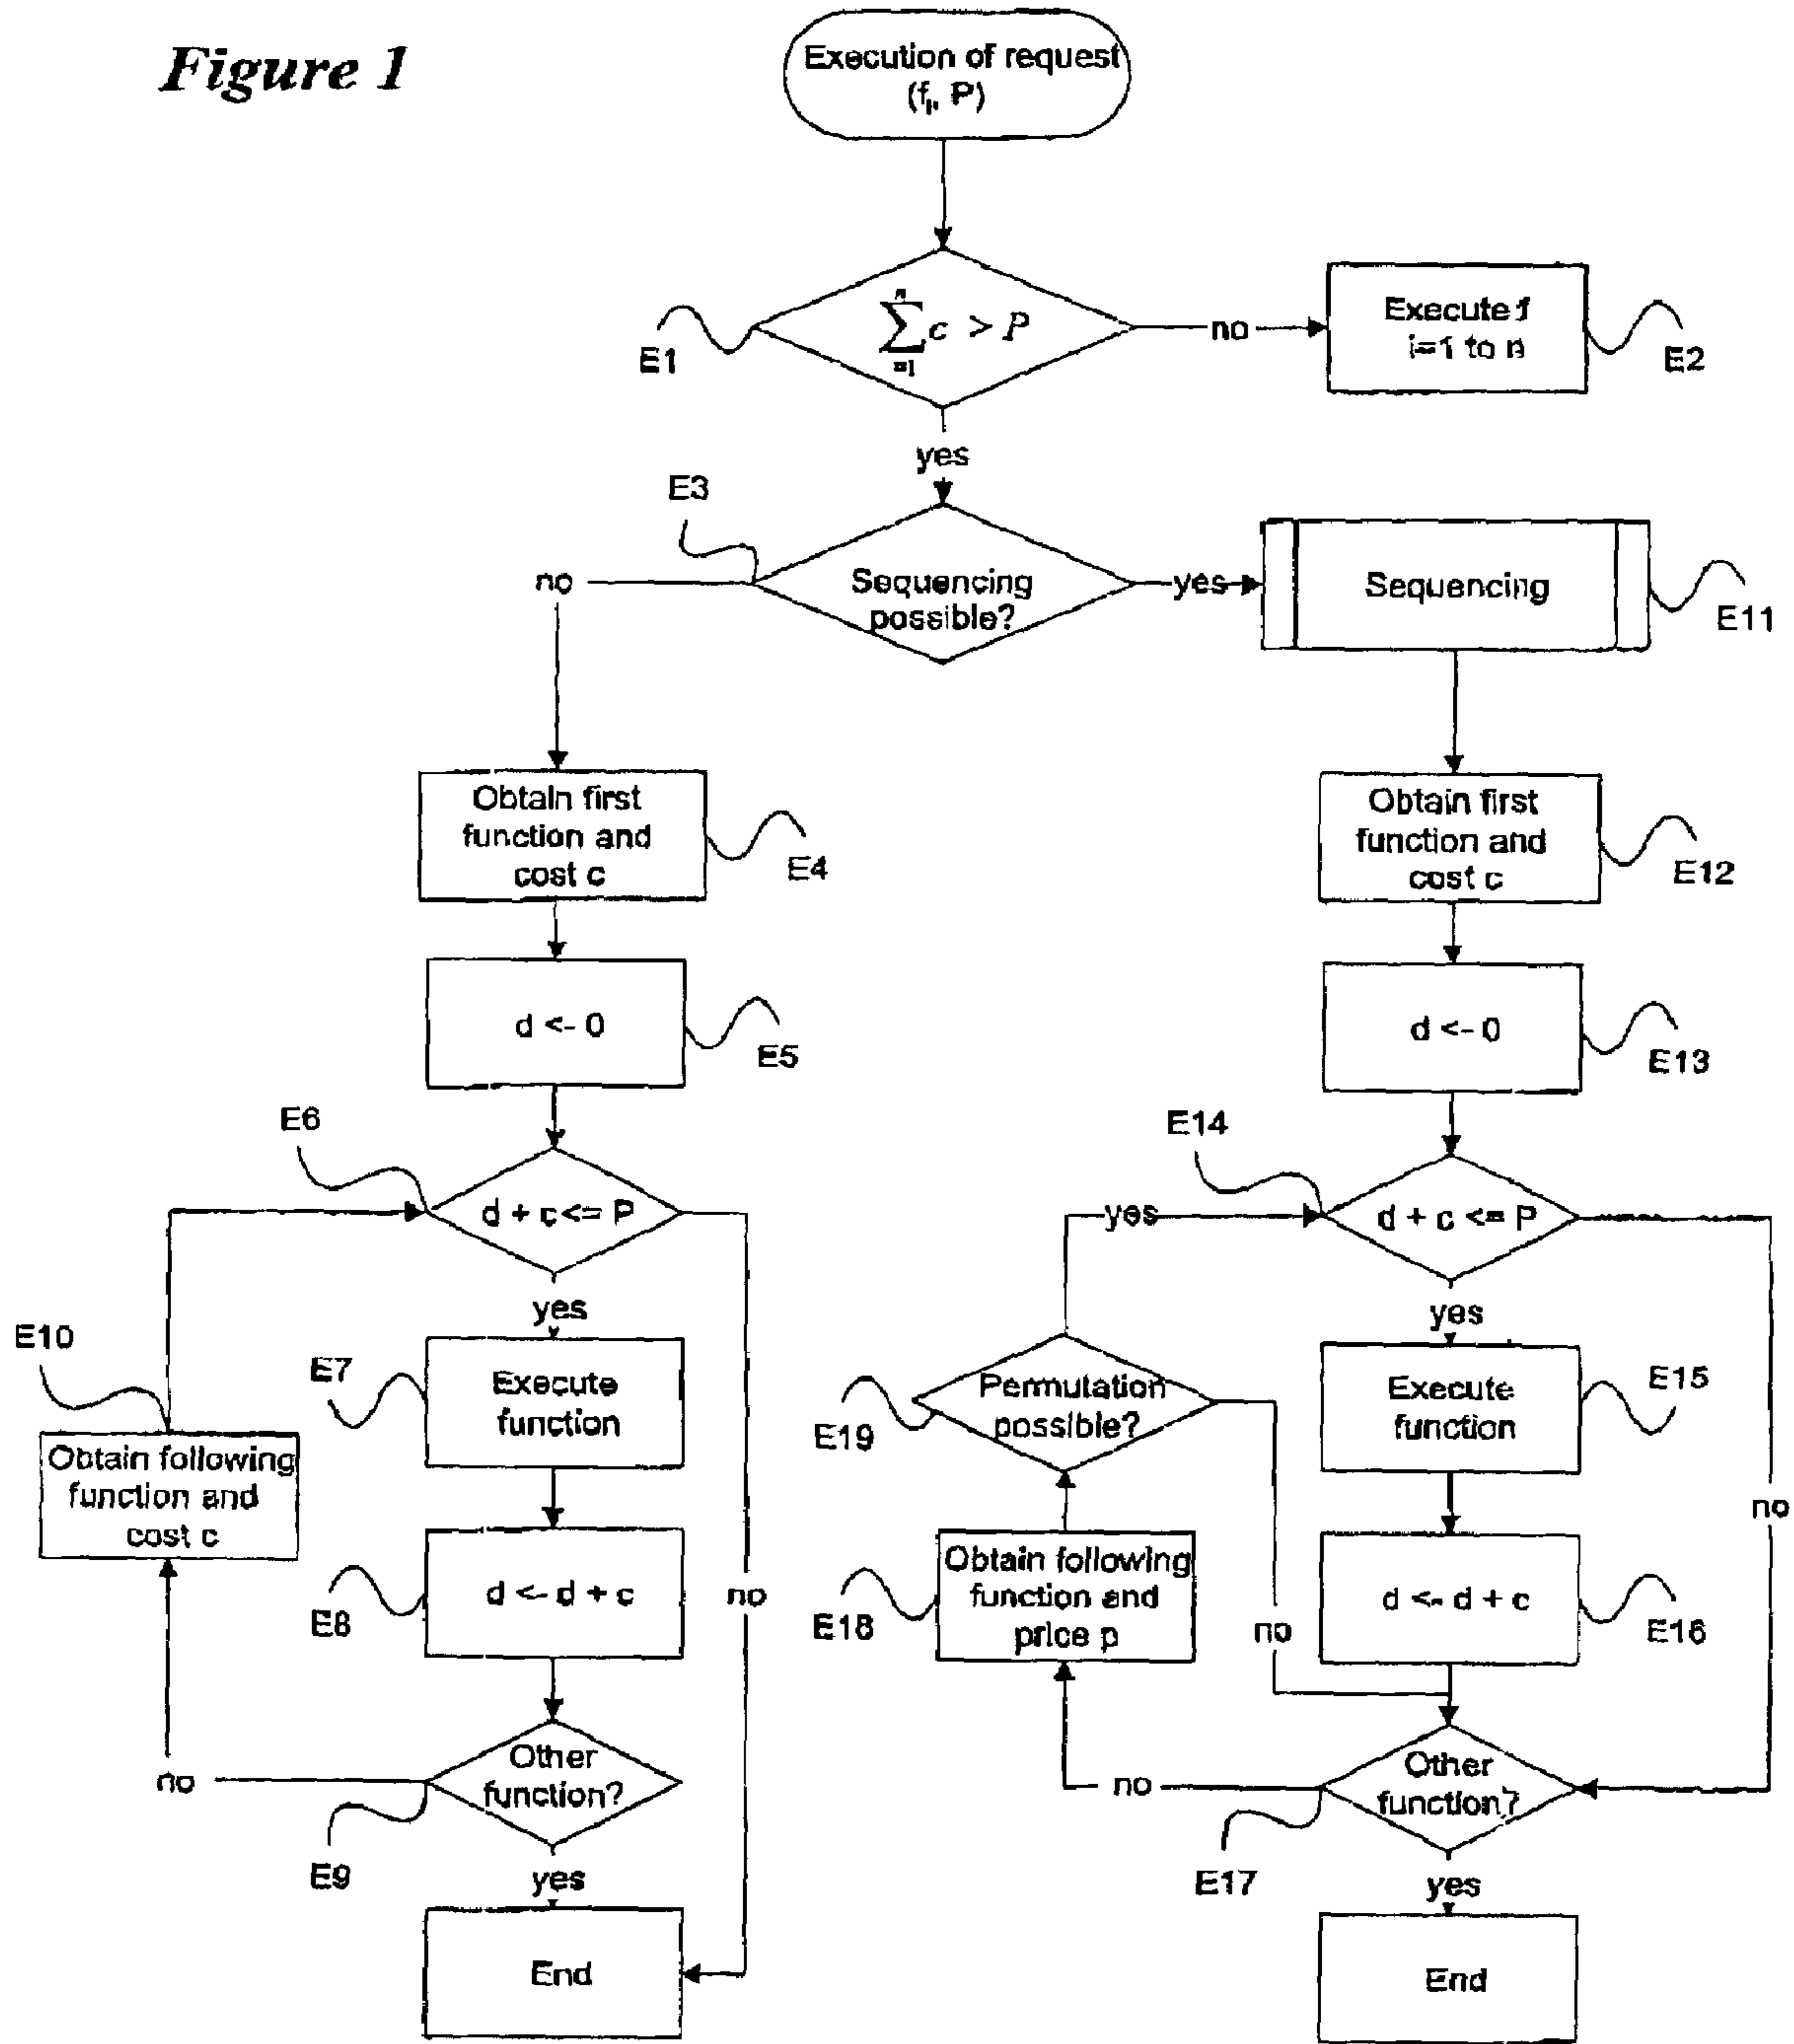 Figure 1
Execution of request
(fi, P)
n
∑ c > P
=1
E1
no
Execute f
i=1 to n
E2
yes
E3
no
Sequencing
possible?
yes
Sequencing
E11
Obtain first
function and
cost c
E4
Obtain first
function and
cost c
E12
d <- 0
E5
d <- 0
E13
E6
d + c <= P
E14
yes
d + c <= P
yes
yes
E10
E7
Execute
function
Permutation
possible?
E19
Execute
function
E15
Obtain following
function and
cost c
no
no
E8
d <- d + c
Obtain following
function and
price p
E18
no
d <- d + c
E16
no
Other
function?
no
Other
function?
E9
yes
E17
yes
End
End